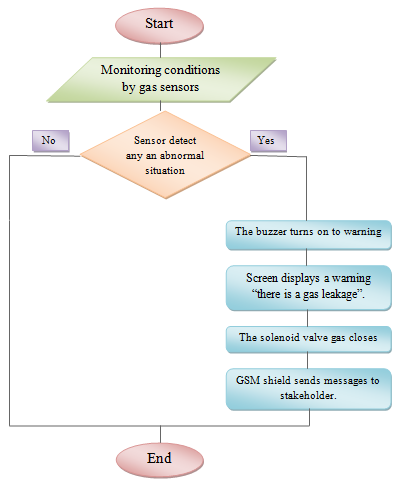 Start
Monitoring conditions
by gas sensors
Sensor detect
any an abnormal
situation
No
Yes
The buzzer turns on to warning
Screen displays a warning
“there is a gas leakage”.
The solenoid valve gas closes
GSM shield sends messages to
stakeholder.
End